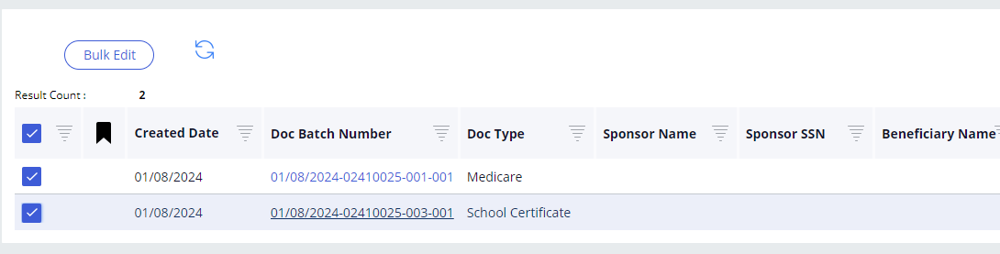 Bulk Edit
Result Count : 2
Created Date Doc Batch Number Doc Type Sponsor Name Sponsor SSN Beneficiary Name
01/08/2024 01/08/2024-02410025-001-001 Medicare
01/08/2024 01/08/2024-02410025-003-001 School Certificate